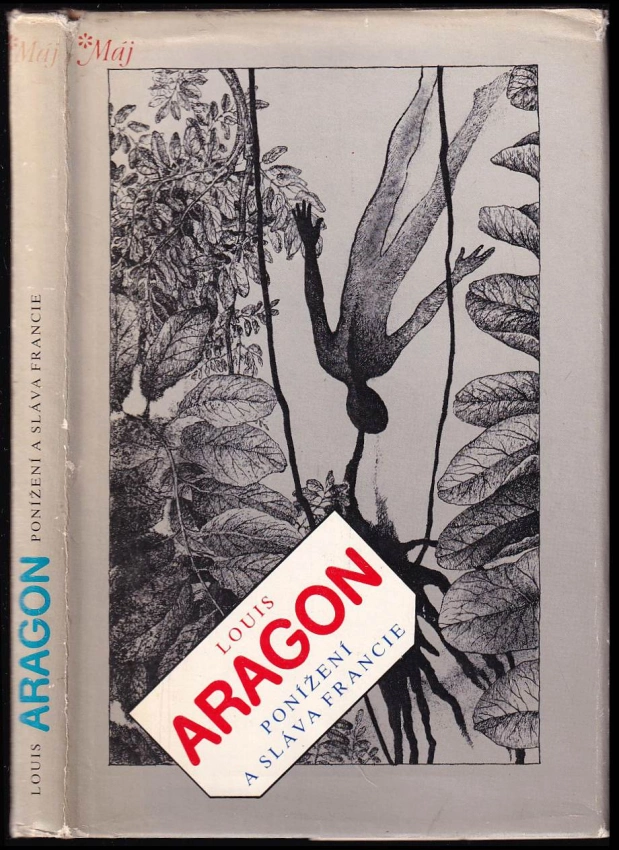 *Máj
*Máj
LOUIS ARAGON PONÍŽENÍ A SLÁVA FRANCIE
LOUIS
ARAGON
PONÍŽENÍ
A SLÁVA FRANCIE